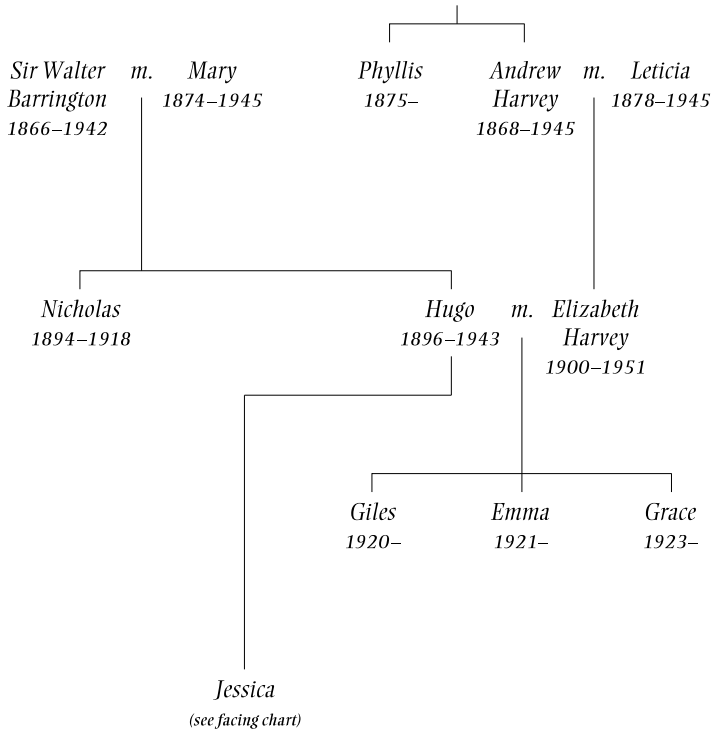 Sir Walter m. Mary Phyllis Andrew m. Leticia
Barrington 1874–1945 1875– Harvey 1878–1945
1866–1942 1868–1945
Nicholas Hugo m. Elizabeth
1894–1918 1896–1943 Harvey
1900–1951
Giles Emma Grace
1920– 1921– 1923–
Jessica
(see facing chart)